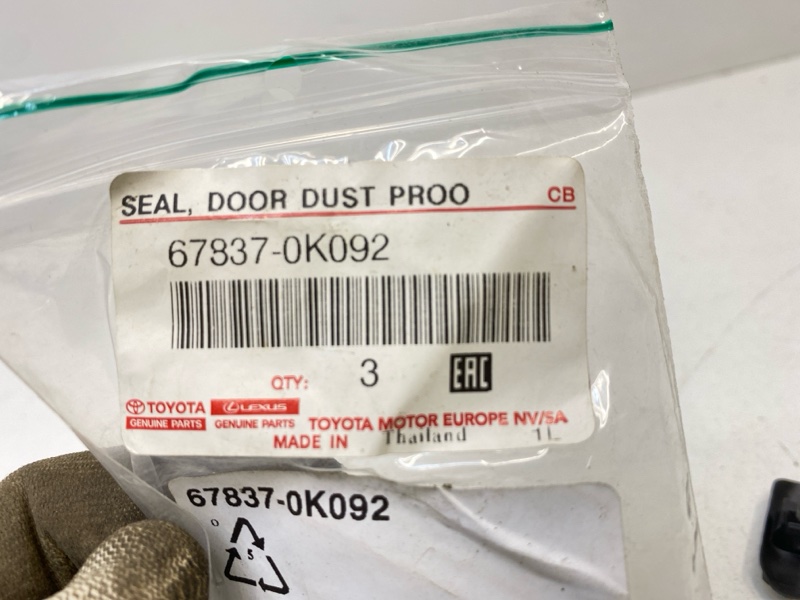 SEAL, DOOR DUST PROO CB
67837-0K092
QTY: 3 EAC
TOYOTA LEXUS
GENUINE PARTS GENUINE PARTS TOYOTA MOTOR EUROPE NV/SA
MADE IN Thailand 1L
67837-0K092
0
5